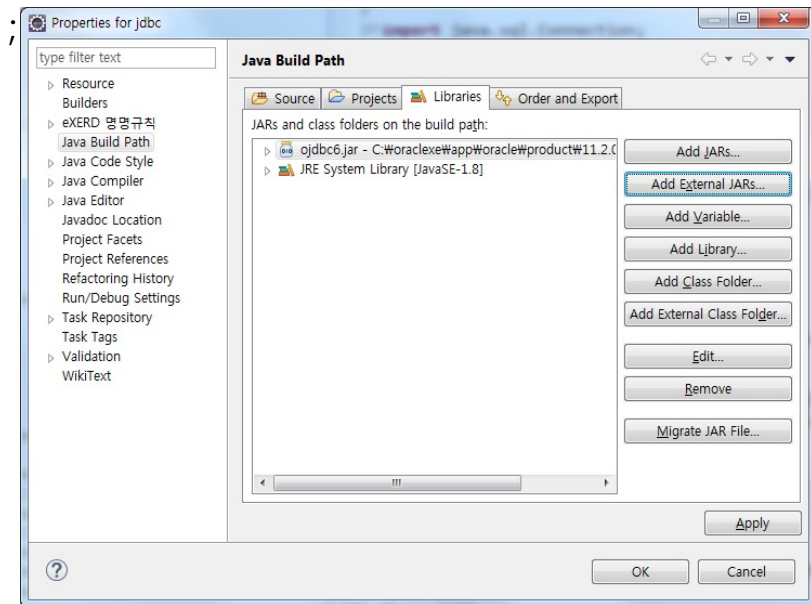 ;
Properties for jdbc
import java.sql.Connection;
type filter text
Resource
Builders
eXERD 명명규칙
Java Build Path
Java Code Style
Java Compiler
Java Editor
Javadoc Location
Project Facets
Project References
Refactoring History
Run/Debug Settings
Task Repository
Task Tags
Validation
WikiText
Java Build Path
Source
Projects
Libraries
Order and Export
JARs and class folders on the build path:
ojdbc6.jar - C:₩oraclexe₩app₩oracle₩product₩11.2.0
JRE System Library [JavaSE-1.8]
Add JARs...
Add External JARs...
Add Variable...
Add Library...
Add Class Folder...
Add External Class Folder...
Edit...
Remove
Migrate JAR File...
Apply
OK
Cancel